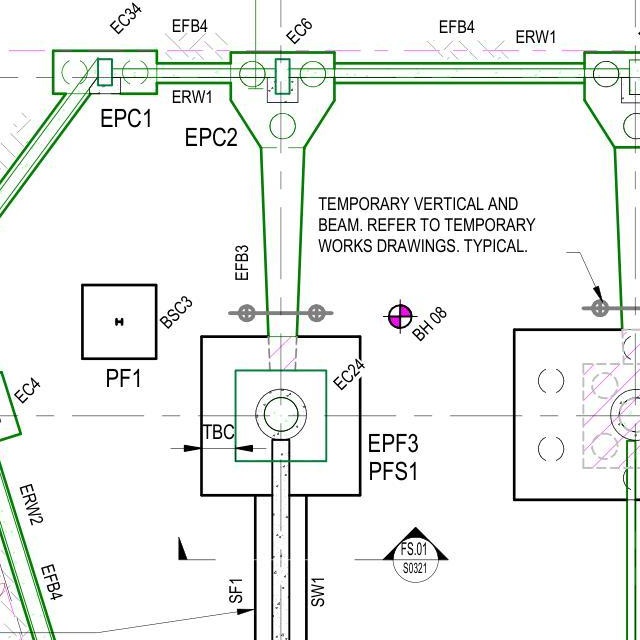 EC34
EFB4
EC6
EFB4
ERW1
ERW1
EPC1
EPC2
TEMPORARY VERTICAL AND
BEAM. REFER TO TEMPORARY
WORKS DRAWINGS. TYPICAL.
EFB3
BSC3
BH 08
PF1
EC4
EC24
TBC
EPF3
PFS1
ERW2
FS.01
S0321
EFB4
SF1
SW1